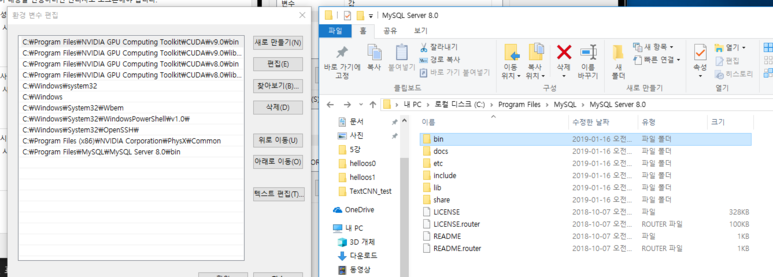 변수
환경 변수 편집
C:₩Program Files₩NVIDIA GPU Computing Toolkit₩CUDA₩v9.0₩bin
C:₩Program Files₩NVIDIA GPU Computing Toolkit₩CUDA₩v9.0₩lib...
C:₩Program Files₩NVIDIA GPU Computing Toolkit₩CUDA₩v8.0₩bin
C:₩Program Files₩NVIDIA GPU Computing Toolkit₩CUDA₩v8.0₩lib...
C:₩Windows₩system32
C:₩Windows
C:₩Windows₩System32₩Wbem
C:₩Windows₩System32₩WindowsPowerShell₩v1.0₩
C:₩Windows₩System32₩OpenSSH₩
C:₩Program Files (x86)₩NVIDIA Corporation₩PhysX₩Common
C:₩Program Files₩MySQL₩MySQL Server 8.0₩bin
새로 만들기(N)
편집(E)
찾아보기(B)...
삭제(D)
위로 이동(U)
아래로 이동(O)
텍스트 편집(T)...
MySQL Server 8.0
파일 홈 공유 보기
바로 가기에 고정
복사
붙여넣기
잘라내기
경로 복사
바로 가기 붙여넣기
이동 위치
복사 위치
삭제
이름 바꾸기
새 폴더
새 항목
빠른 연결
속성
열기
편집
히스토리
구성
새로 만들기
열기
내 PC > 로컬 디스크 (C:) > Program Files > MySQL > MySQL Server 8.0
문서
사진
5강
helloos0
helloos1
TextCNN_test
OneDrive
내 PC
3D 개체
다운로드
동영상
이름 수정한 날짜 유형 크기
bin 2019-01-16 오전... 파일 폴더
docs 2019-01-16 오전... 파일 폴더
etc 2019-01-16 오전... 파일 폴더
include 2019-01-16 오전... 파일 폴더
lib 2019-01-16 오전... 파일 폴더
share 2019-01-16 오전... 파일 폴더
LICENSE 2018-10-07 오전... 파일 328KB
LICENSE.router 2018-10-07 오전... ROUTER 파일 100KB
README 2018-10-07 오전... 파일 1KB
README.router 2018-10-07 오전... ROUTER 파일 1KB